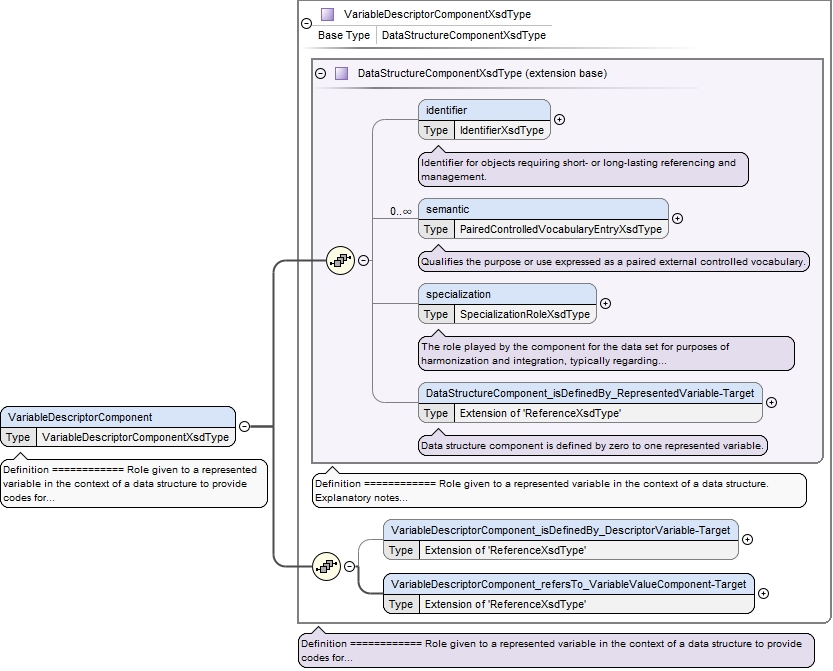 VariableDescriptorComponentXsdType
Base Type DataStructureComponentXsdType
DataStructureComponentXsdType (extension base)
identifier
Type IdentifierXsdType
Identifier for objects requiring short- or long-lasting referencing and
management.
0..∞
semantic
Type PairedControlledVocabularyEntryXsdType
Qualifies the purpose or use expressed as a paired external controlled vocabulary.
specialization
Type SpecializationRoleXsdType
The role played by the component for the data set for purposes of
harmonization and integration, typically regarding...
DataStructureComponent_isDefinedBy_RepresentedVariable-Target
Type Extension of 'ReferenceXsdType'
Data structure component is defined by zero to one represented variable.
VariableDescriptorComponent
Type VariableDescriptorComponentXsdType
Definition ============ Role given to a represented
variable in the context of a data structure to provide
codes for...
Definition ============ Role given to a represented variable in the context of a data structure.
Explanatory notes...
VariableDescriptorComponent_isDefinedBy_DescriptorVariable-Target
Type Extension of 'ReferenceXsdType'
VariableDescriptorComponent_refersTo_VariableValueComponent-Target
Type Extension of 'ReferenceXsdType'
Definition ============ Role given to a represented variable in the context of a data structure to provide
codes for...